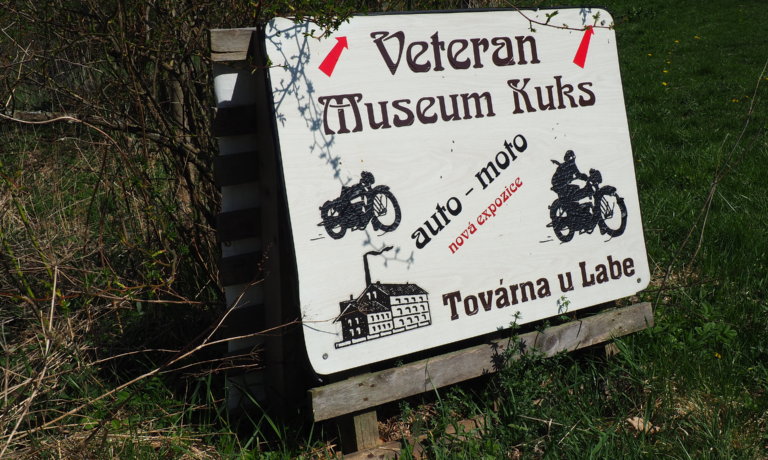 Veteran
Museum Kuks
auto - moto
nová expozice
Továrna u Labe